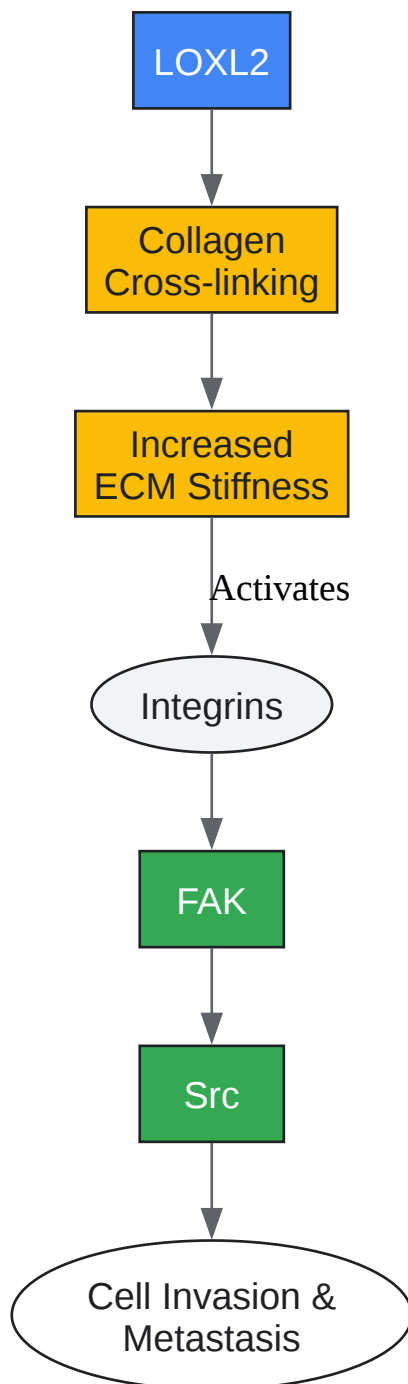 LOXL2
Collagen
Cross-linking
Increased
ECM Stiffness
Activates
Integrins
FAK
Src
Cell Invasion &
Metastasis